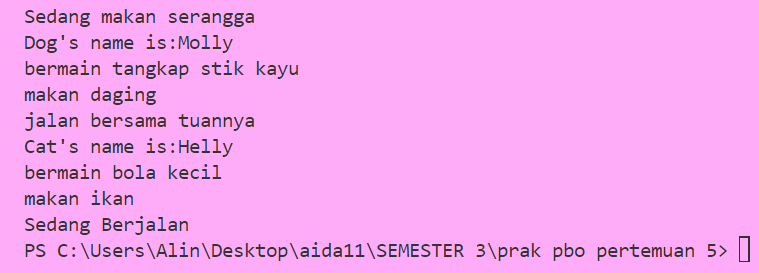 Sedang makan serangga
Dog's name is:Molly
bermain tangkap stik kayu
makan daging
jalan bersama tuannya
Cat's name is:Helly
bermain bola kecil
makan ikan
Sedang Berjalan
PS C:\Users\Alin\Desktop\aida11\SEMESTER 3\prak pbo pertemuan 5>